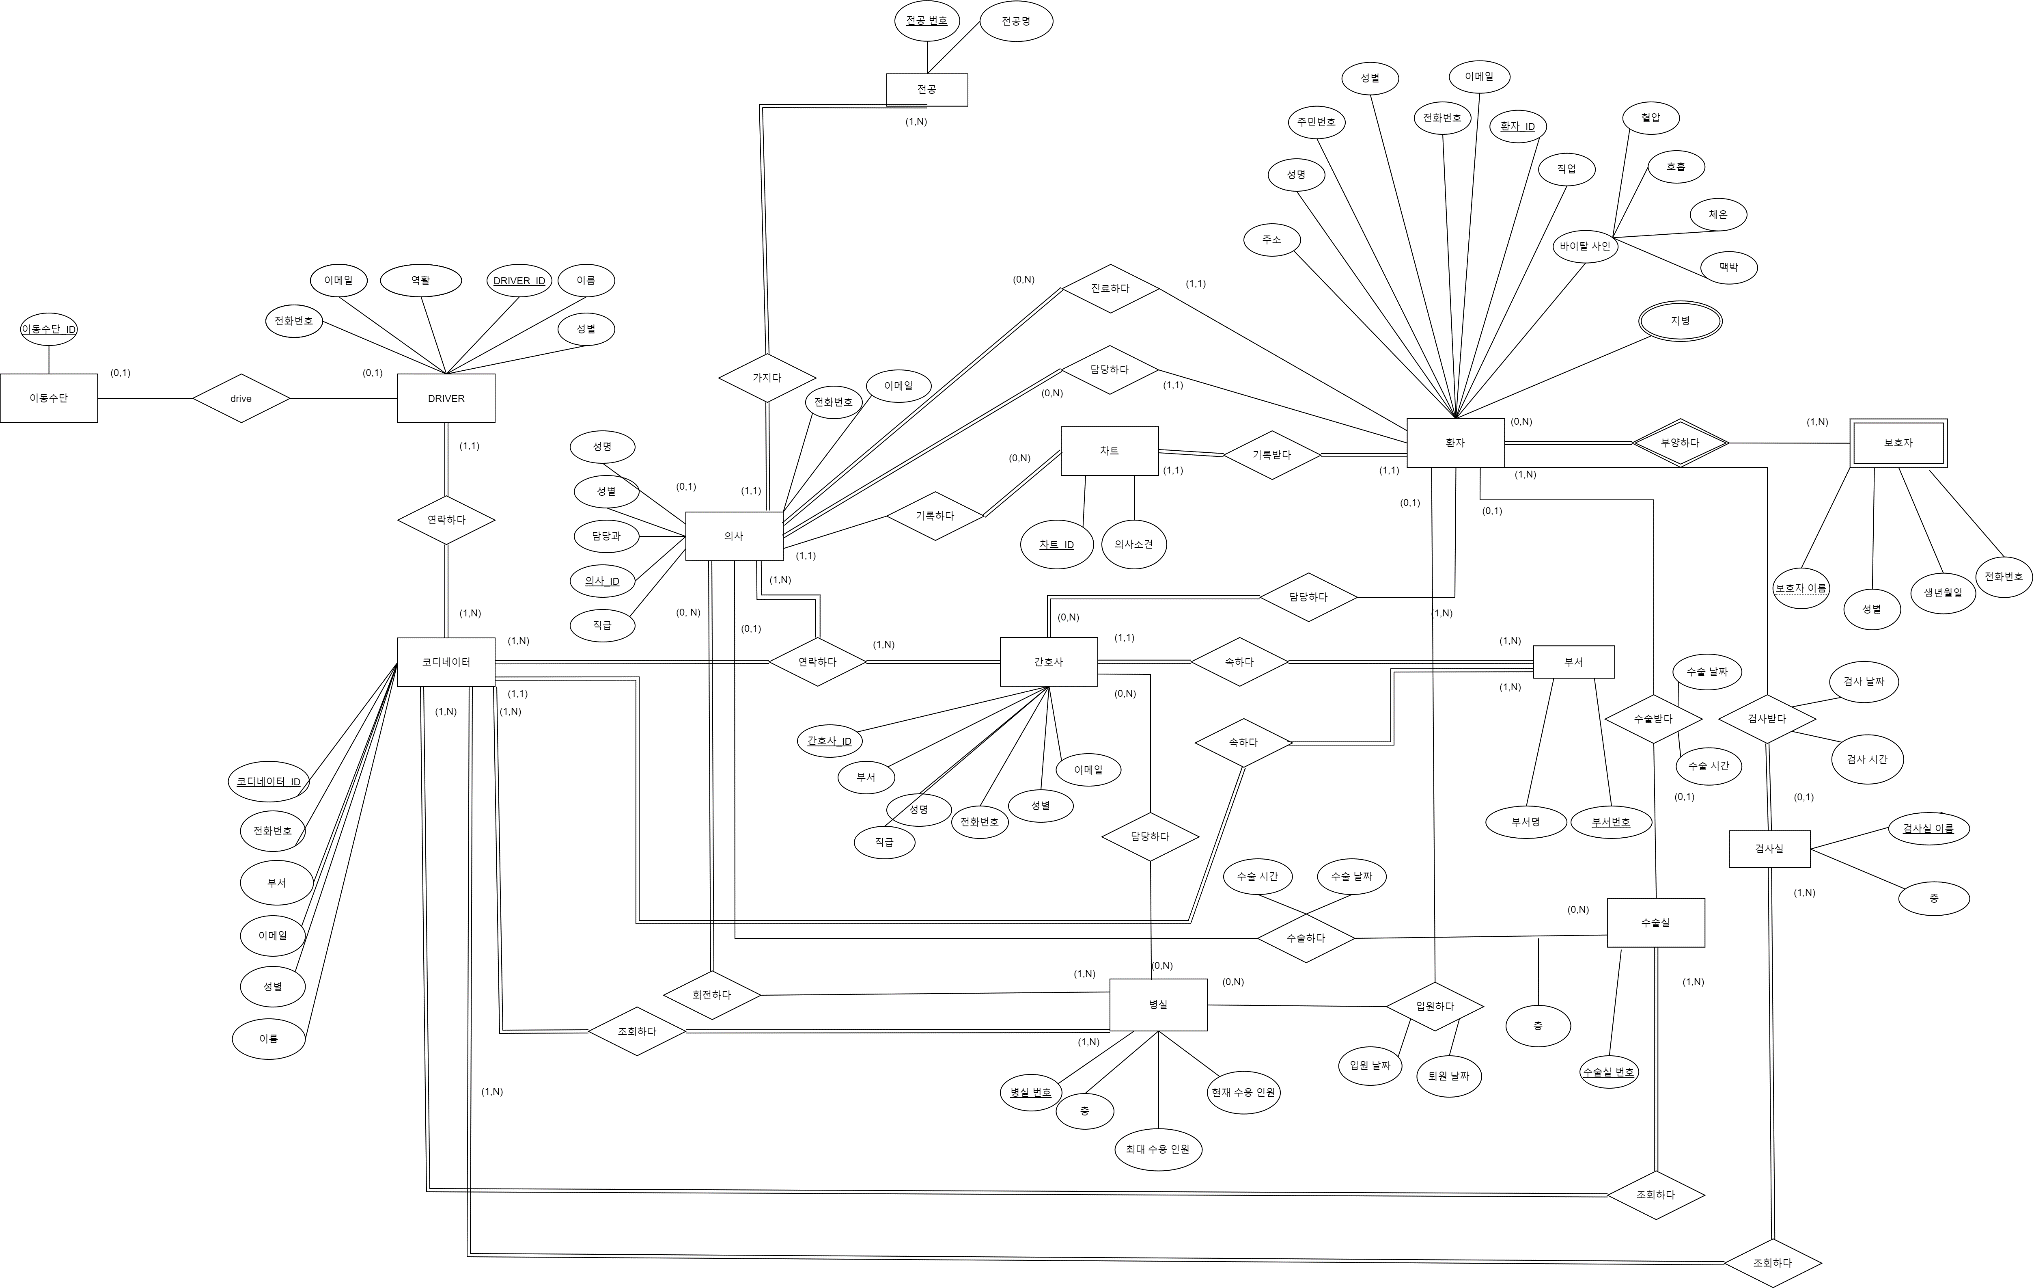 전공 번호
전공명
전공
(1,N)
성별
이메일
주민번호
전화번호
환자_ID
혈압
성명
직업
호흡
주소
바이탈 사인
체온
맥박
지병
이메일
역활
DRIVER_ID
이름
전화번호
성별
이동수단_ID
(0,1)
(0,1)
이동수단
drive
DRIVER
(1,1)
(0,N)
진료하다
(1,1)
가지다
담당하다
(0,N)
(1,1)
전화번호
이메일
성명
성별
담당과
의사_ID
직급
(0,1)
(1,1)
의사
(1,1)
(1,N)
(0, N)
(0,1)
기록하다
(0,N)
차트
(1,1)
차트_ID
의사소견
기록받다
(1,1)
환자
(0,N)
(1,N)
(0,1)
(0,1)
부양하다
(1,N)
보호자
보호자 이름
성별
생년월일
전화번호
연락하다
(1,N)
코디네이터
(1,N)
(1,1)
(1,N)
(1,N)
연락하다
(1,N)
간호사
(0,N)
(1,1)
(0,N)
담당하다
(1,N)
속하다
(1,N)
부서
(1,N)
속하다
수술받다
수술 날짜
수술 시간
(0,1)
검사받다
검사 날짜
검사 시간
(0,1)
코디네이터_ID
전화번호
부서
이메일
성별
이름
간호사_ID
부서
성명
직급
전화번호
성별
이메일
담당하다
부서명
부서번호
검사실
검사실 이름
층
(1,N)
수술 시간
수술 날짜
수술하다
(0,N)
수술실
(1,N)
층
수술실 번호
회전하다
(1,N)
(0,N)
(0,N)
병실
조회하다
(1,N)
입원하다
입원 날짜
퇴원 날짜
병실 번호
층
최대 수용 인원
현재 수용 인원
(1,N)
조회하다
조회하다